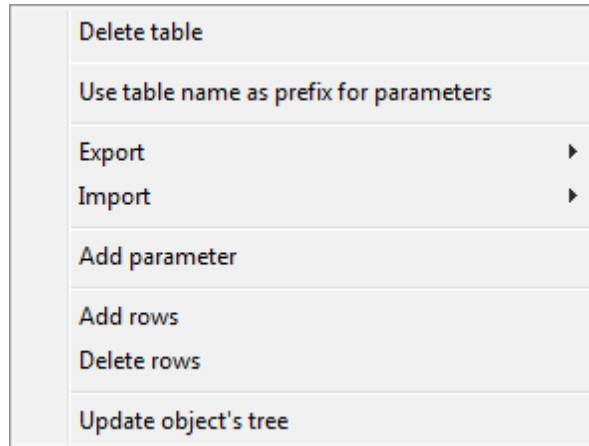 Delete table
Use table name as prefix for parameters
Export
Import
Add parameter
Add rows
Delete rows
Update object's tree